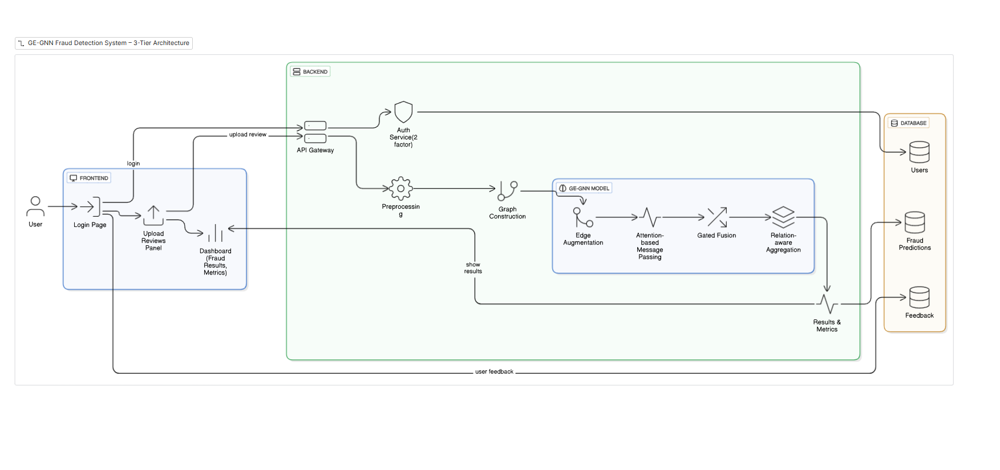 GE-GNN Fraud Detection System – 3-Tier Architecture
BACKEND
Auth
Service(2
factor)
API Gateway
upload review
login
DATABASE
Users
FRONTEND
User
Login Page
Upload
Reviews
Panel
Dashboard
(Fraud
Results,
Metrics)
Preprocessin
g
Graph
Construction
GE-GNN MODEL
Edge
Augmentation
Attention-
based
Message
Passing
Gated Fusion
Relation-
aware
Aggregation
Fraud
Predictions
show
results
Results &
Metrics
Feedback
user feedback